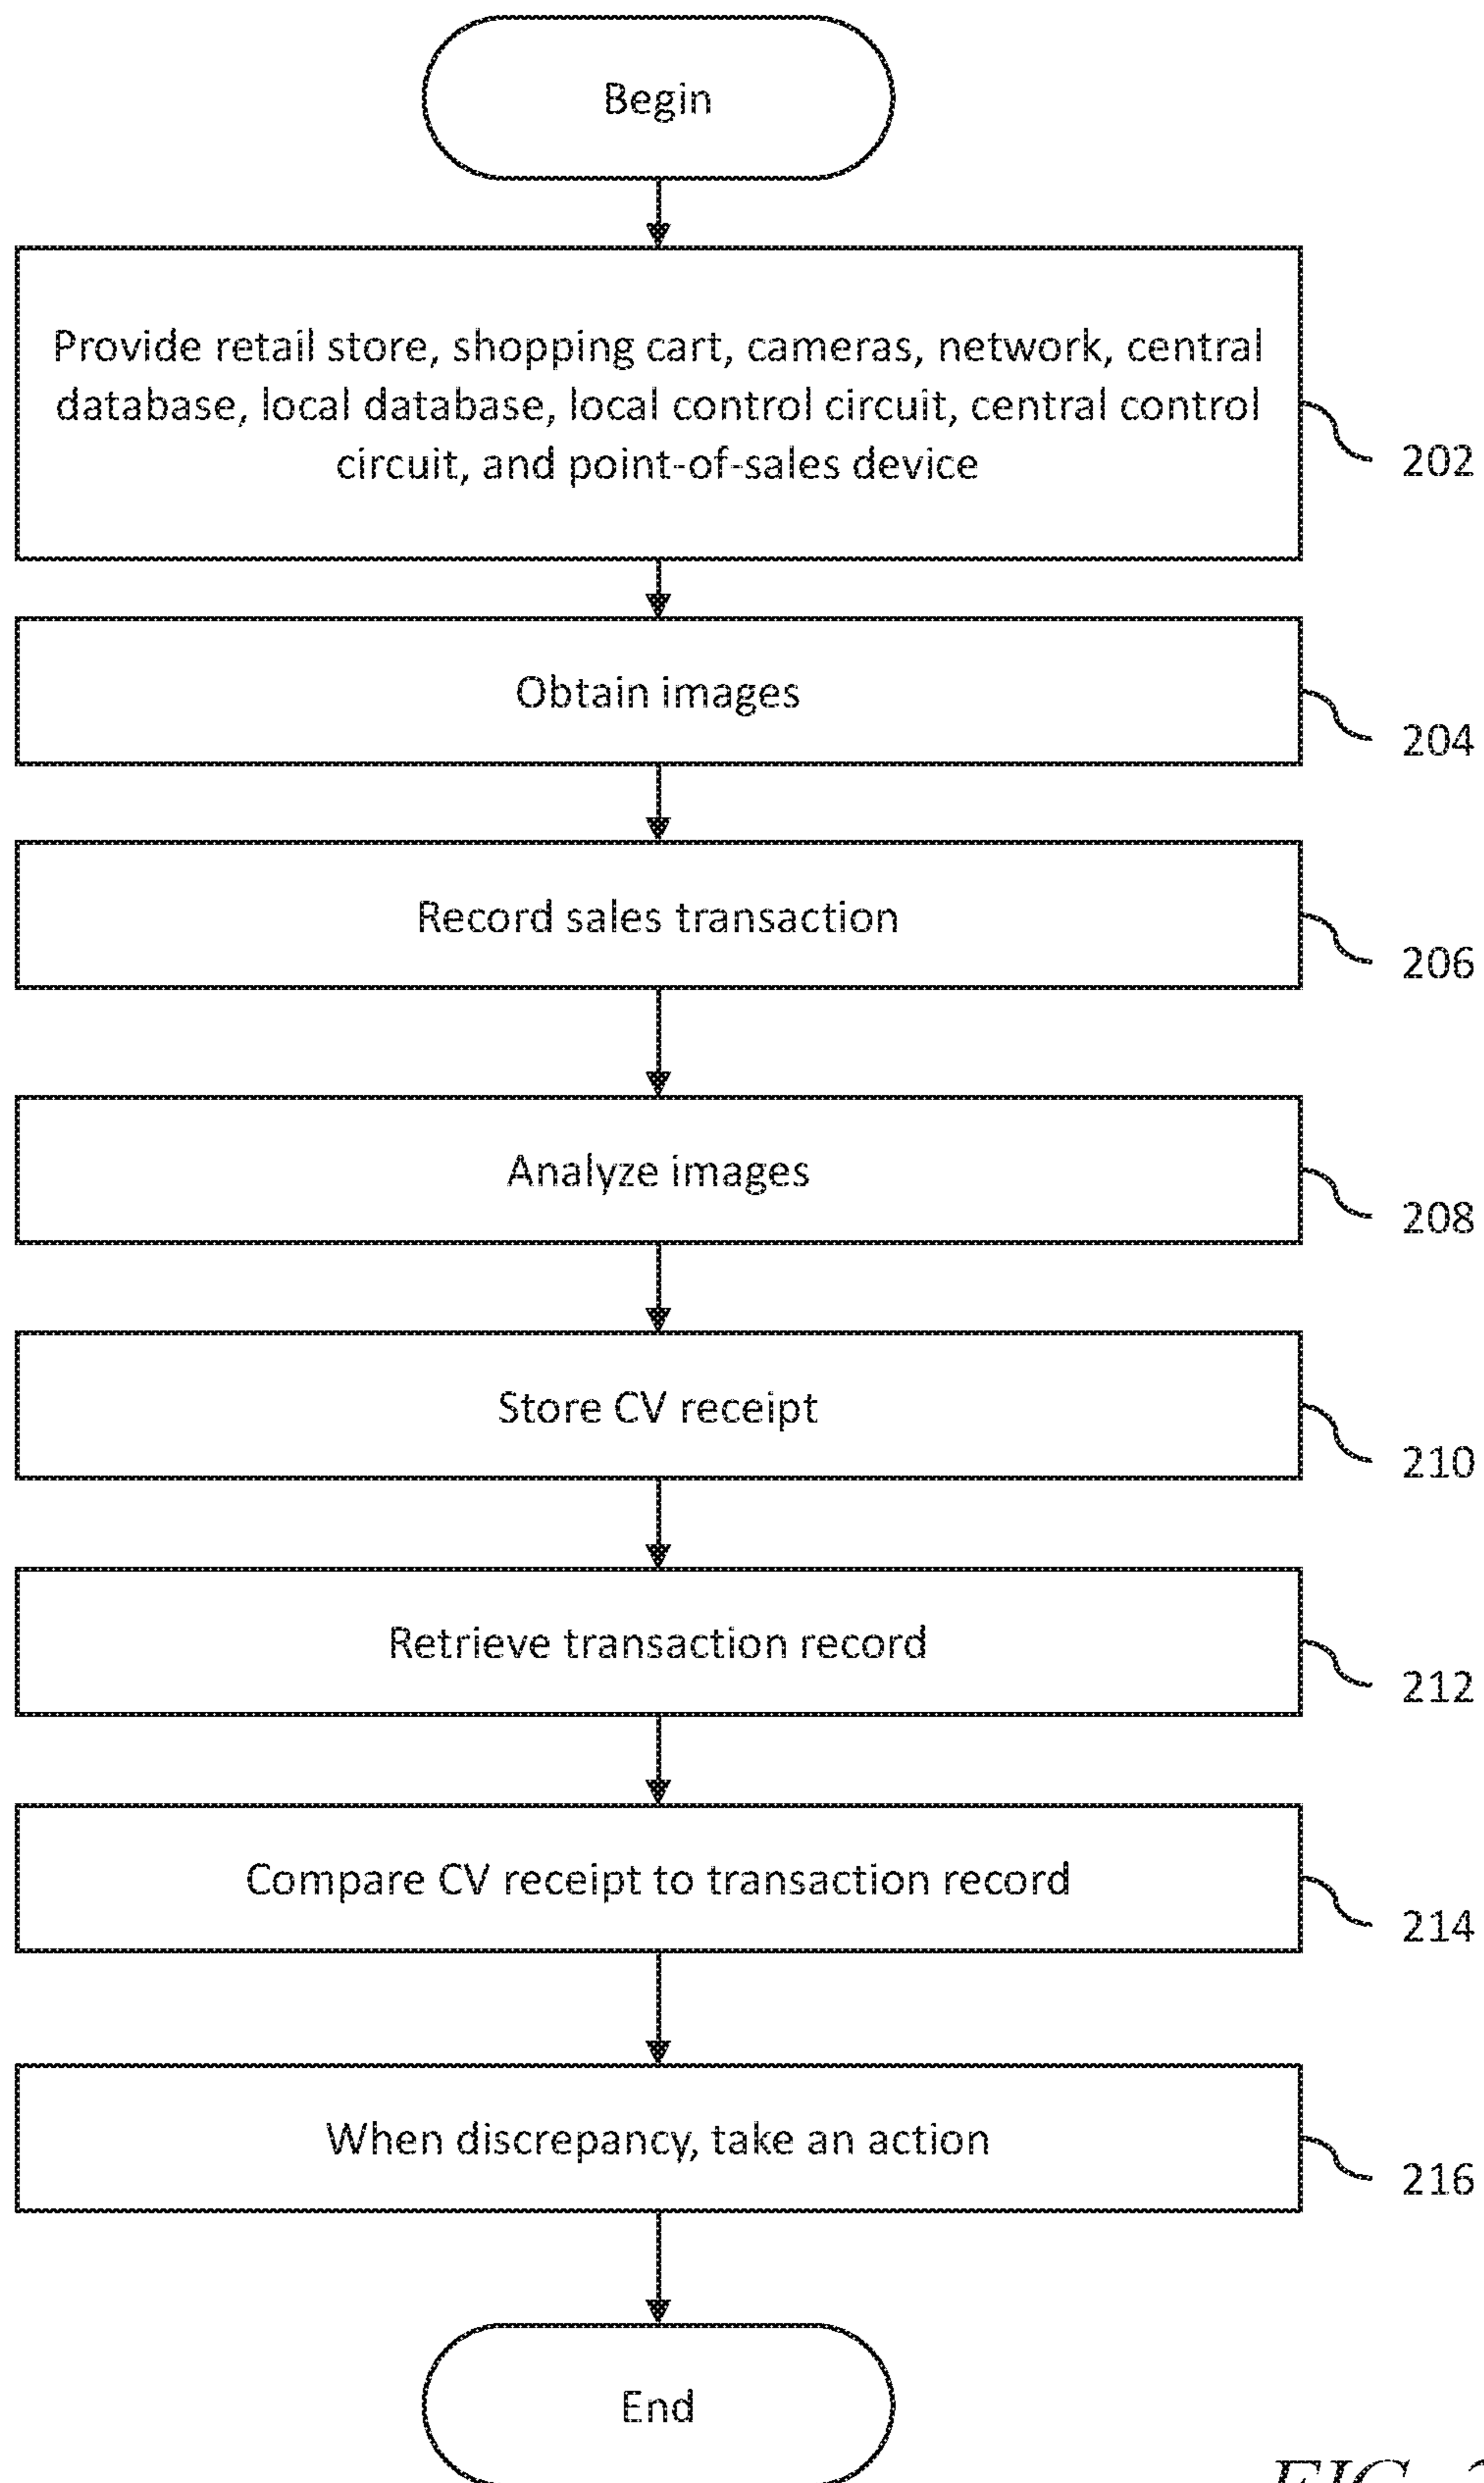 Begin
Provide retail store, shopping cart, cameras, network, central
database, local database, local control circuit, central control
circuit, and point-of-sales device
202
Obtain images
204
Record sales transaction
206
Analyze images
208
Store CV receipt
210
Retrieve transaction record
212
Compare CV receipt to transaction record
214
When discrepancy, take an action
216
End
FIG.